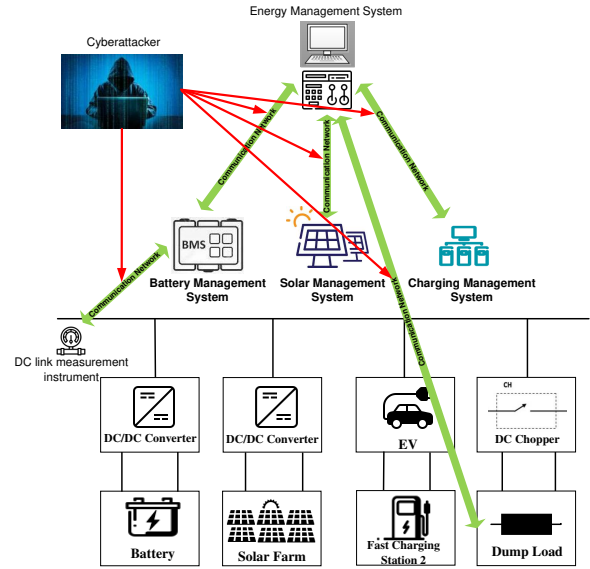 Energy Management System
Cyberattacker
Communication Network
Communication Network
Communication Network
BMS
Battery Management
System
Solar Management
System
Charging Management
System
Communication Network
Communication Network
DC link measurement
instrument
DC/DC Converter
DC/DC Converter
EV
CH
DC Chopper
Battery
Solar Farm
Fast Charging
Station 2
Dump Load